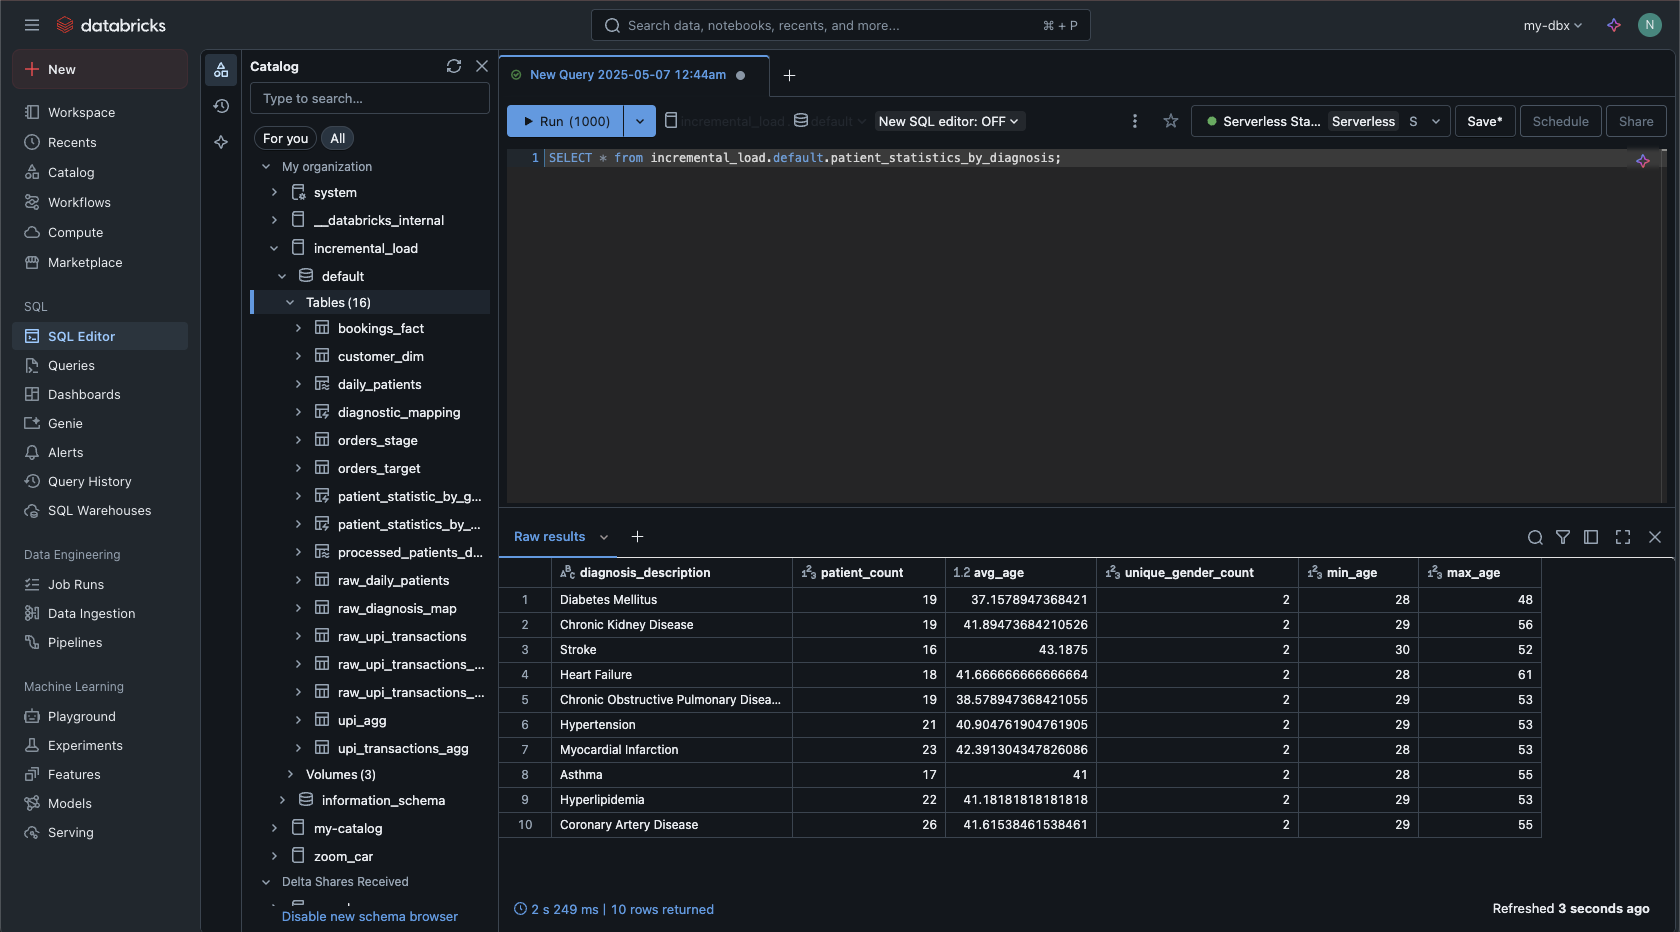 databricks
Search data, notebooks, recents, and more...
⌘ + P
my-dbx
N
New
Workspace
Recents
Catalog
Workflows
Compute
Marketplace
SQL
SQL Editor
Queries
Dashboards
Genie
Alerts
Query History
SQL Warehouses
Data Engineering
Job Runs
Data Ingestion
Pipelines
Machine Learning
Playground
Experiments
Features
Models
Serving
Catalog
Type to search...
For you All
My organization
system
__databricks_internal
incremental_load
default
Tables (16)
bookings_fact
customer_dim
daily_patients
diagnostic_mapping
orders_stage
orders_target
patient_statistic_by_g...
patient_statistics_by_...
processed_patients_d...
raw_daily_patients
raw_diagnosis_map
raw_upi_transactions
raw_upi_transactions_...
raw_upi_transactions_...
upi_agg
upi_transactions_agg
Volumes (3)
information_schema
my-catalog
zoom_car
Delta Shares Received
Disable new schema browser
New Query 2025-05-07 12:44am
Run (1000) incremental_load default New SQL editor: OFF Serverless Sta... Serverless S Save* Schedule Share
1 SELECT * from incremental_load.default.patient_statistics_by_diagnosis;
Raw results
diagnosis_description patient_count 1.2 avg_age unique_gender_count min_age max_age
1 Diabetes Mellitus 19 37.1578947368421 2 28 48
2 Chronic Kidney Disease 19 41.89473684210526 2 29 56
3 Stroke 16 43.1875 2 30 52
4 Heart Failure 18 41.666666666666664 2 28 61
5 Chronic Obstructive Pulmonary Disea... 19 38.578947368421055 2 29 53
6 Hypertension 21 40.904761904761905 2 29 53
7 Myocardial Infarction 23 42.391304347826086 2 28 53
8 Asthma 17 41 2 28 55
9 Hyperlipidemia 22 41.18181818181818 2 29 53
10 Coronary Artery Disease 26 41.61538461538461 2 29 55
2 s 249 ms | 10 rows returned
Refreshed 3 seconds ago